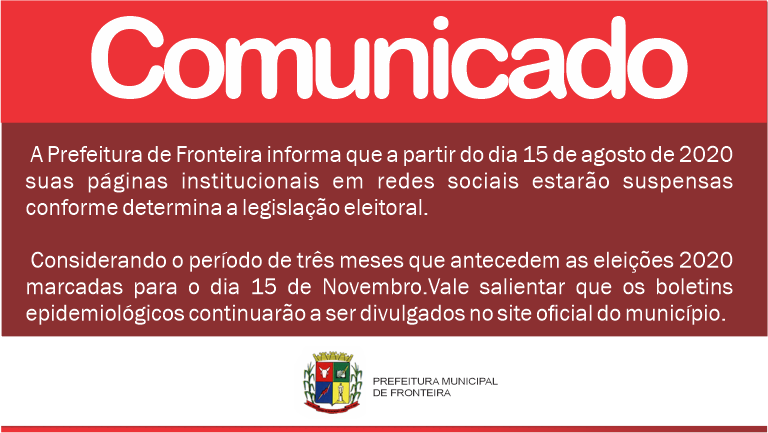 Comunicado
A Prefeitura de Fronteira informa que a partir do dia 15 de agosto de 2020
suas páginas institucionais em redes sociais estarão suspensas
conforme determina a legislação eleitoral.
Considerando o período de três meses que antecedem as eleições 2020
marcadas para o dia 15 de Novembro.Vale salientar que os boletins
epidemiológicos continuarão a ser divulgados no site oficial do município.
PREFEITURA MUNICIPAL
DE FRONTEIRA